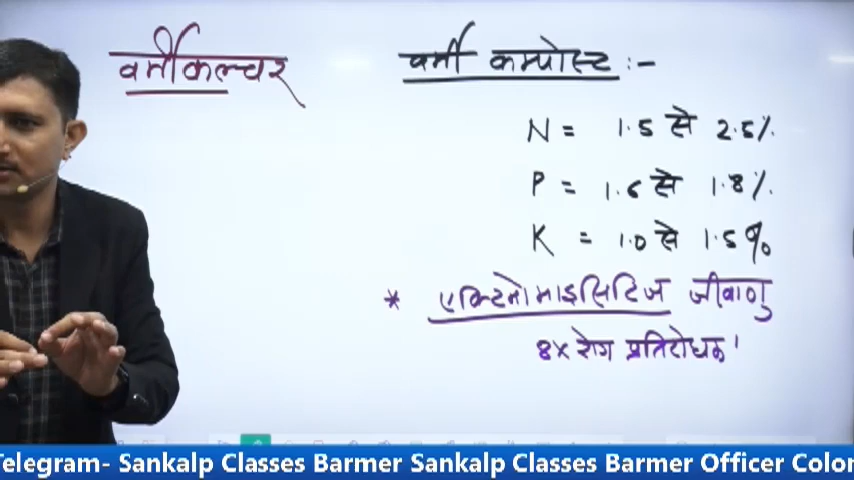 वर्मीकल्चर
वर्मी कम्पोस्ट :-
N = 1.5 से 2.5%.
P = 1.6 से 1.8%.
K = 1.0 से 1.5%
* एक्टिनोमाइसिटिज जीवाणु
8x रोग प्रतिरोधक'
Telegram- Sankalp Classes Barmer Sankalp Classes Barmer Officer Colon